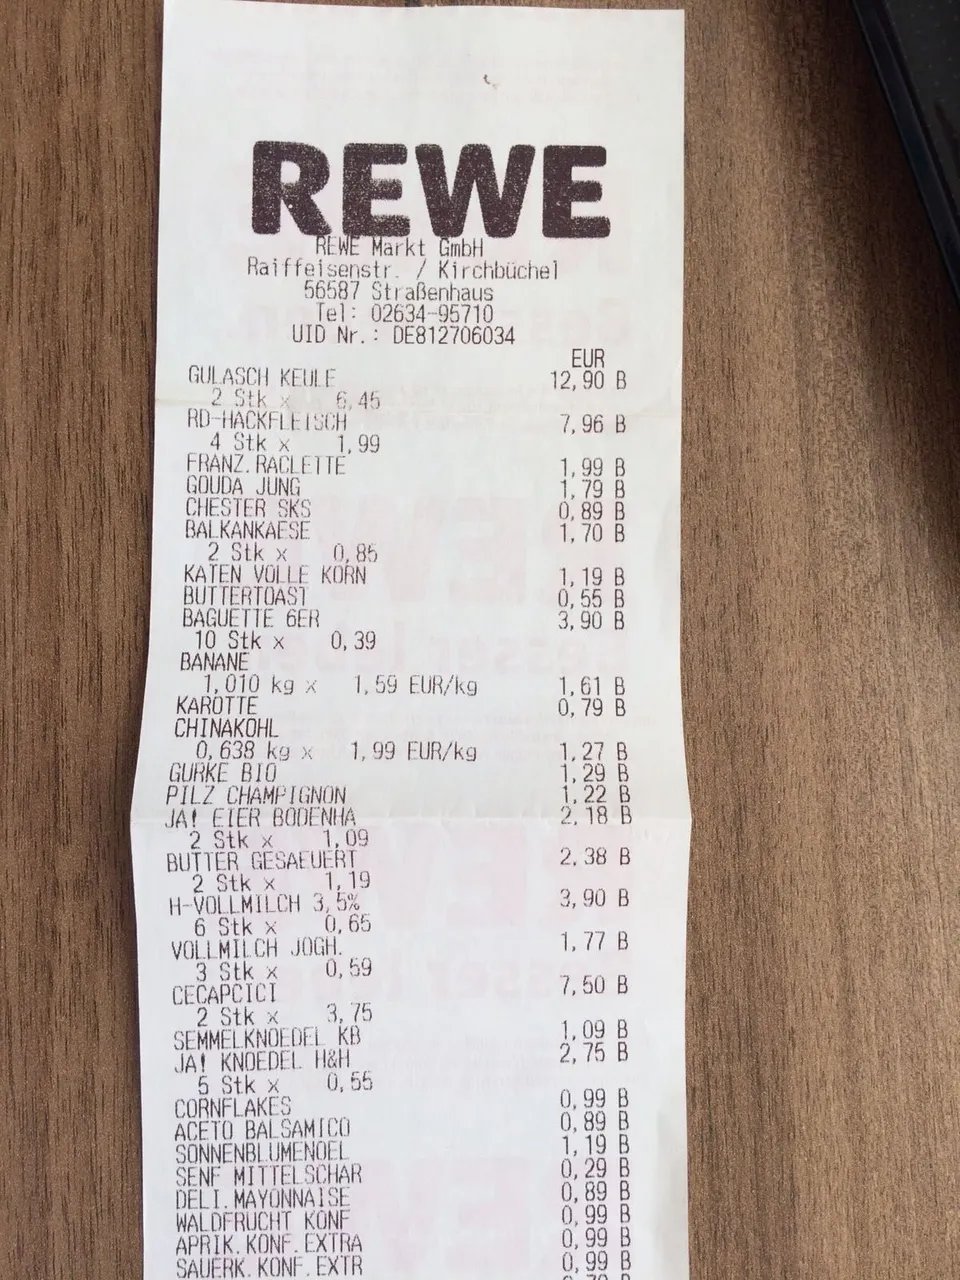 REWE
REWE Markt GmbH
Raiffeisenstr. / Kirchbüchel
56587 Straßenhaus
Tel: 02634-95710
UID Nr.: DE812706034
EUR
GULASCH KEULE 12,90 B
2 Stk x 6,45
RD-HACKFLEISCH 7,96 B
4 Stk x 1,99
FRANZ.RACLETTE 1,99 B
GOUDA JUNG 1,79 B
CHESTER SKS 0,89 B
BALKANKAESE 1,70 B
2 Stk x 0,85
KATEN VOLLE KORN 1,19 B
BUTTERTOAST 0,55 B
BAGUETTE 6ER 3,90 B
10 Stk x 0,39
BANANE
1,010 kg x 1,59 EUR/kg 1,61 B
KAROTTE 0,79 B
CHINAKOHL
0,638 kg x 1,99 EUR/kg 1,27 B
GURKE BIO 1,29 B
PILZ CHAMPIGNON 1,22 B
JA! EIER BODENHA 2,18 B
2 Stk x 1,09
BUTTER GESAEUERT 2,38 B
2 Stk x 1,19
H-VOLLMILCH 3,5% 3,90 B
6 Stk x 0,65
VOLLMILCH JOGH. 1,77 B
3 Stk x 0,59
CECAPCICI 7,50 B
2 Stk x 3,75
SEMMELKNOEDEL KB 1,09 B
JA! KNOEDEL H&H 2,75 B
5 Stk x 0,55
CORNFLAKES 0,99 B
ACETO BALSAMICO 0,89 B
SONNENBLUMENOEL 1,19 B
SENF MITTELSCHAR 0,29 B
DELI.MAYONNAISE 0,89 B
WALDFRUCHT KONF 0,99 B
APRIK.KONF.EXTRA 0,99 B
SAUERK.KONF.EXTR 0,99 B